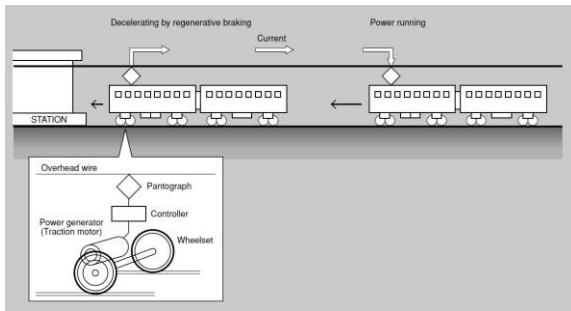 Decelerating by regenerative braking
Power running
Current
STATION
Overhead wire
Pantograph
Controller
Power generator
(Traction motor)
Wheelset